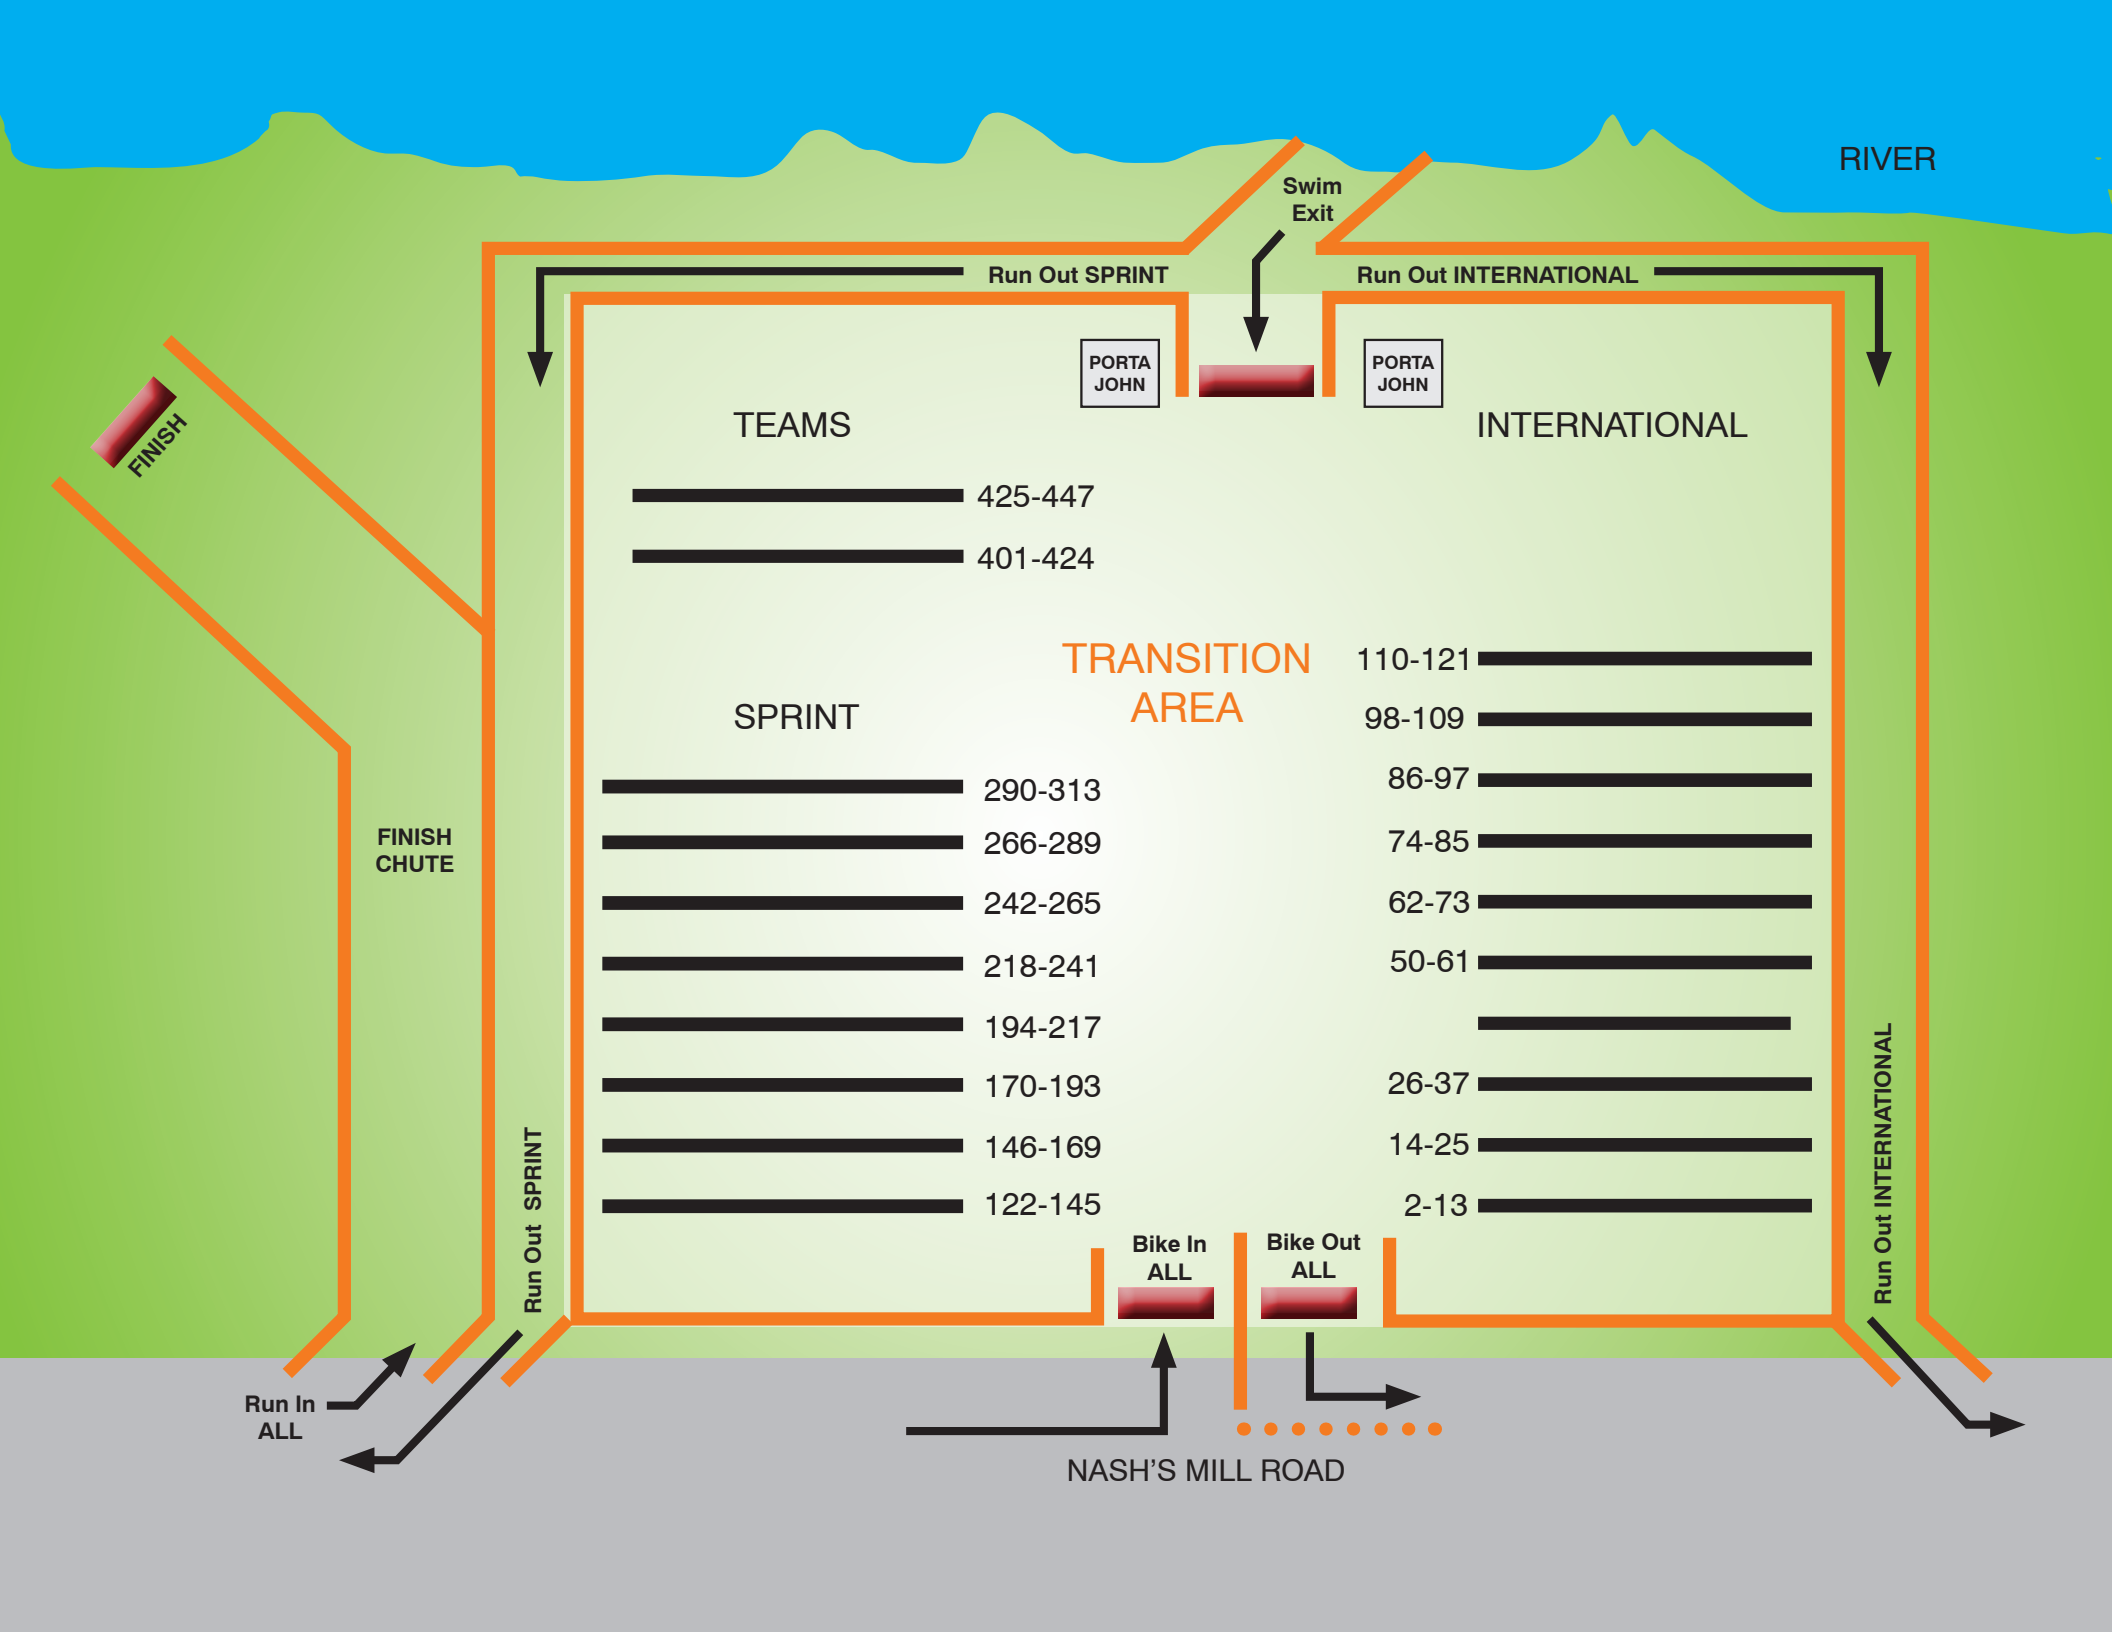 RIVER
Swim
Exit
Run Out SPRINT
Run Out INTERNATIONAL
PORTA
JOHN
PORTA
JOHN
FINISH
TEAMS
INTERNATIONAL
425-447
401-424
TRANSITION
AREA
110-121
98-109
SPRINT
290-313
86-97
FINISH
CHUTE
266-289
74-85
242-265
62-73
218-241
50-61
194-217
170-193
26-37
146-169
14-25
122-145
2-13
Run Out SPRINT
Run Out INTERNATIONAL
Bike In
ALL
Bike Out
ALL
Run In
ALL
NASH'S MILL ROAD